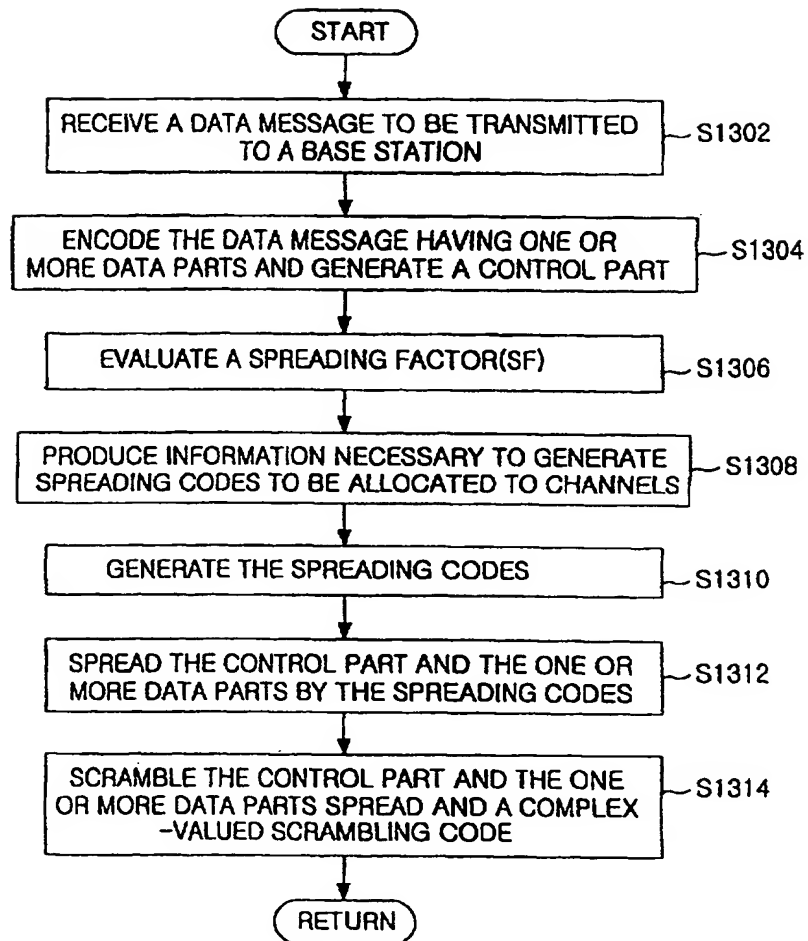 START
RECEIVE A DATA MESSAGE TO BE TRANSMITTED
TO A BASE STATION
S1302
ENCODE THE DATA MESSAGE HAVING ONE OR
MORE DATA PARTS AND GENERATE A CONTROL PART
S1304
EVALUATE A SPREADING FACTOR(SF)
S1306
PRODUCE INFORMATION NECESSARY TO GENERATE
SPREADING CODES TO BE ALLOCATED TO CHANNELS
S1308
GENERATE THE SPREADING CODES
S1310
SPREAD THE CONTROL PART AND THE ONE OR
MORE DATA PARTS BY THE SPREADING CODES
S1312
SCRAMBLE THE CONTROL PART AND THE ONE
OR MORE DATA PARTS SPREAD AND A COMPLEX
-VALUED SCRAMBLING CODE
S1314
RETURN